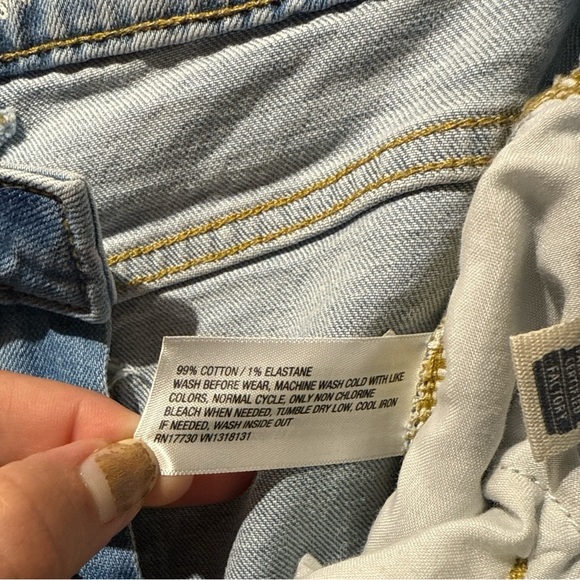 99% COTTON / 1% ELASTANE
WASH BEFORE WEAR, MACHINE WASH COLD WITH LIKE
COLORS, NORMAL CYCLE, ONLY NON CHLORINE
BLEACH WHEN NEEDED, TUMBLE DRY LOW, COOL IRON
IF NEEDED, WASH INSIDE OUT
RN17730 VN1318131
FACTORY